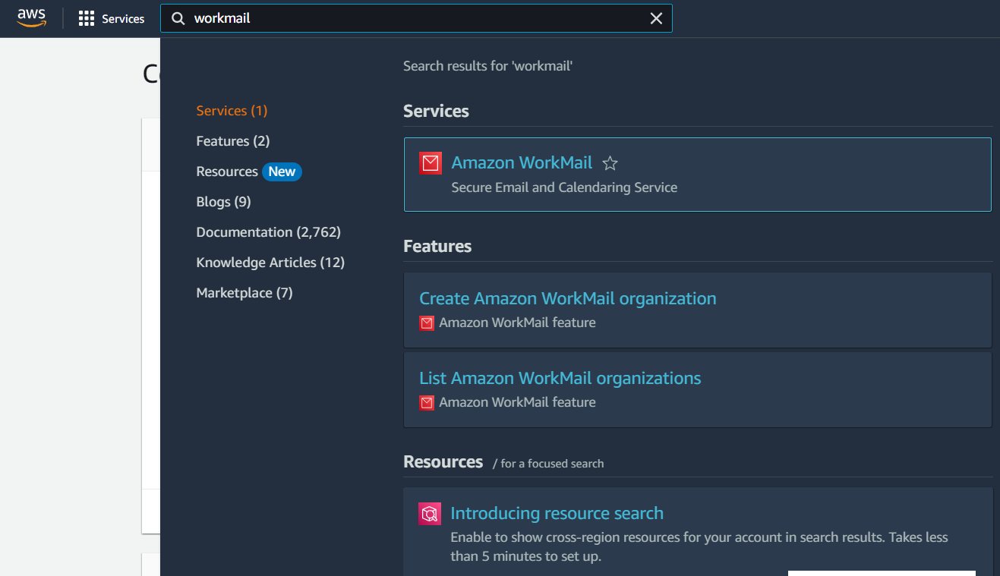 aws
Services
workmail
Search results for 'workmail'
Services (1)
Features (2)
Resources New
Blogs (9)
Documentation (2,762)
Knowledge Articles (12)
Marketplace (7)
Services
Amazon WorkMail
Secure Email and Calendaring Service
Features
Create Amazon WorkMail organization
Amazon WorkMail feature
List Amazon WorkMail organizations
Amazon WorkMail feature
Resources / for a focused search
Introducing resource search
Enable to show cross-region resources for your account in search results. Takes less
than 5 minutes to set up.